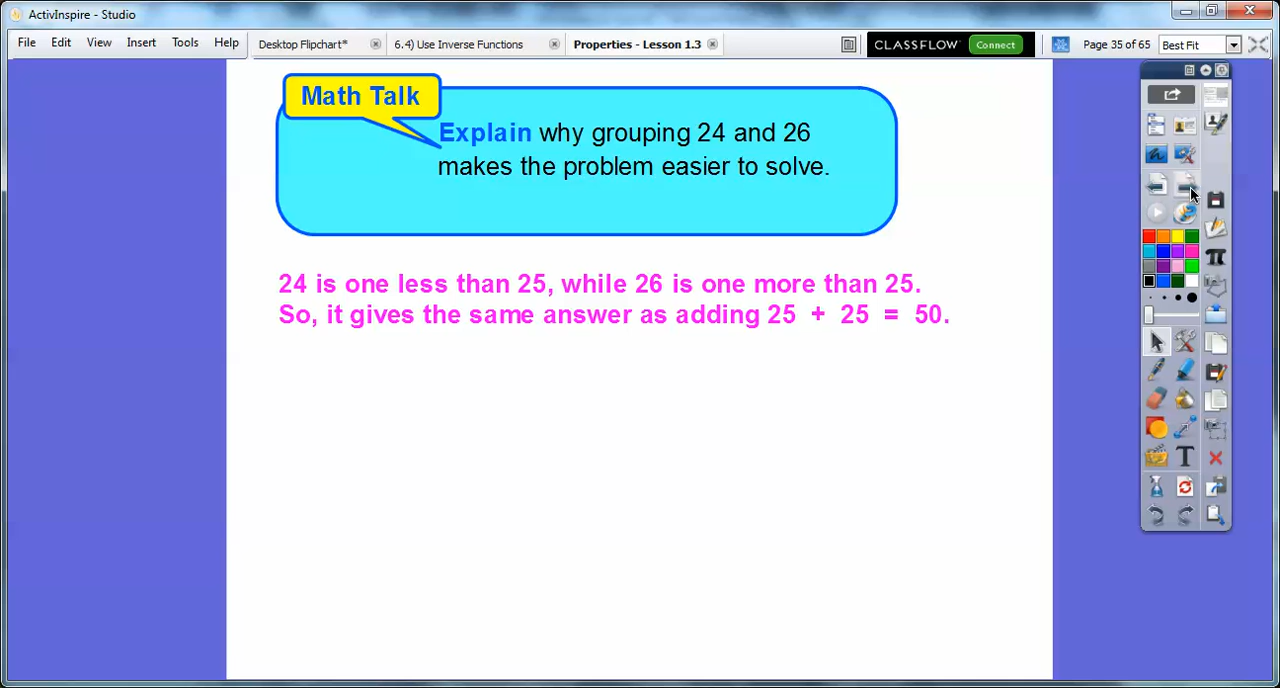 ActivInspire - Studio
File Edit View Insert Tools Help
Desktop Flipchart* 6.4) Use Inverse Functions Properties - Lesson 1.3
CLASSFLOW Connect
Page 35 of 65 Best Fit
Math Talk
Explain why grouping 24 and 26
makes the problem easier to solve.
24 is one less than 25, while 26 is one more than 25.
So, it gives the same answer as adding 25 + 25 = 50.